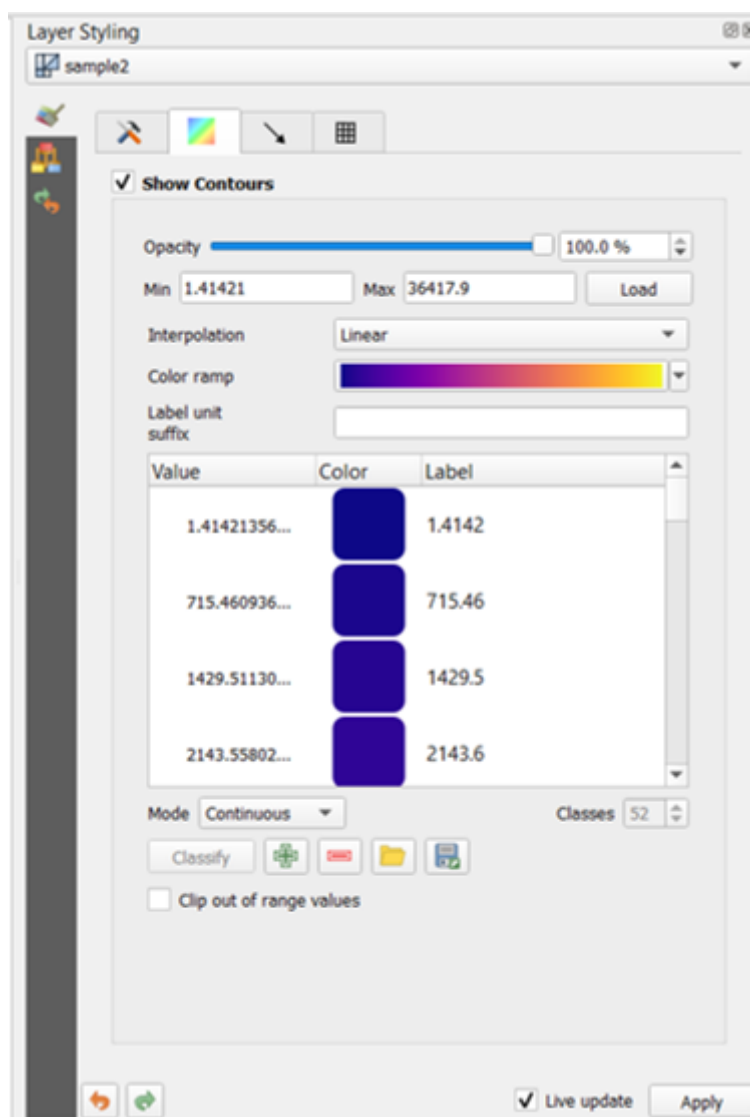 Layer Styling
sample2
Show Contours
Opacity 100.0 %
Min 1.41421 Max 36417.9 Load
Interpolation Linear
Color ramp
Label unit
suffix
Value Color Label
1.41421356... 1.4142
715.460936... 715.46
1429.51130... 1429.5
2143.55802... 2143.6
Mode Continuous Classes 52
Classify
Clip out of range values
Live update Apply